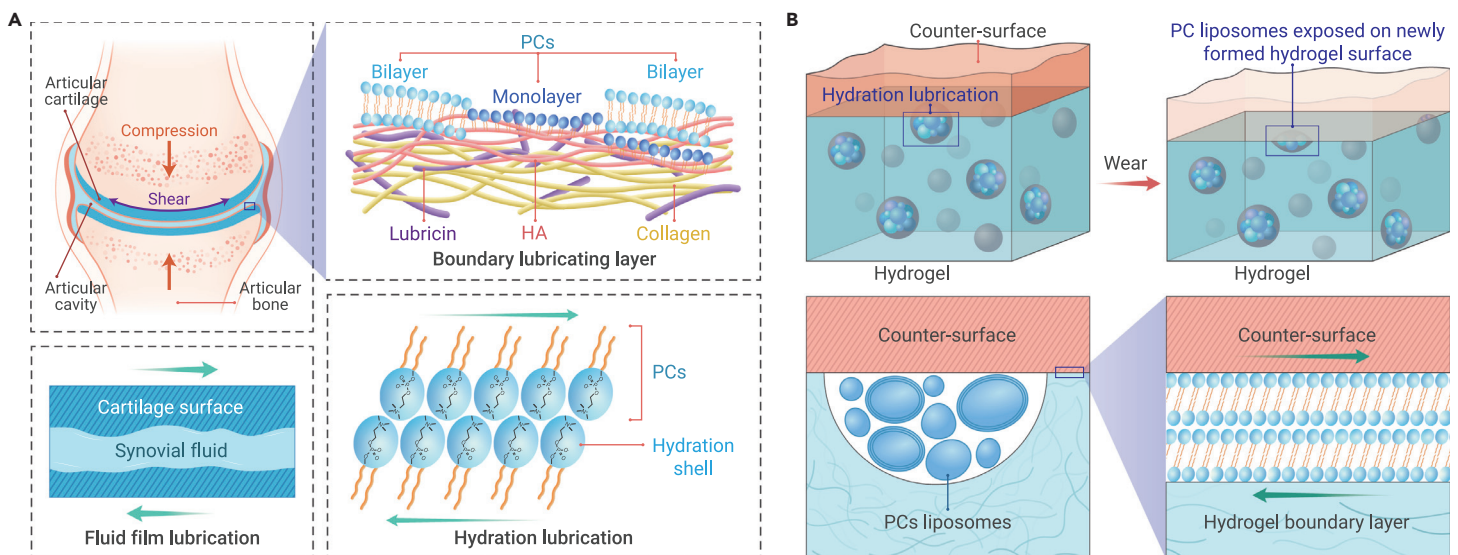 A
Articular
cartilage
Compression
Shear
Articular
cavity
Articular
bone
PCs
Bilayer
Bilayer
Monolayer
Lubricin
HA
Collagen
Boundary lubricating layer
Cartilage surface
Synovial fluid
Fluid film lubrication
PCs
Hydration
shell
Hydration lubrication
B
Counter-surface
Hydration lubrication
Hydrogel
Wear
PC liposomes exposed on newly
formed hydrogel surface
Hydrogel
Counter-surface
PCs liposomes
Counter-surface
Hydrogel boundary layer